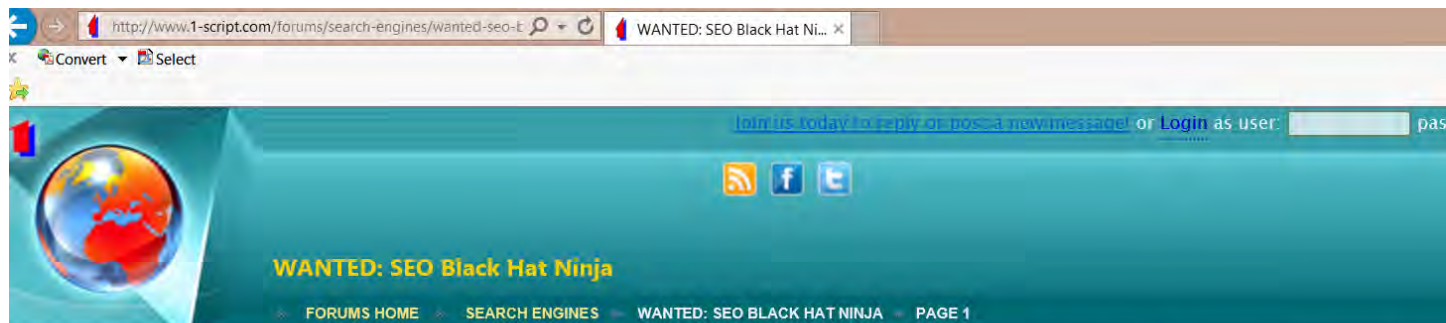 http://www.1-script.com/forums/search-engines/wanted-seo-b
WANTED: SEO Black Hat Ni... ×
x Convert Select
Join us today to reply or post a new message! or Login as user: pas
f t
WANTED: SEO Black Hat Ninja
FORUMS HOME SEARCH ENGINES WANTED: SEO BLACK HAT NINJA PAGE 1